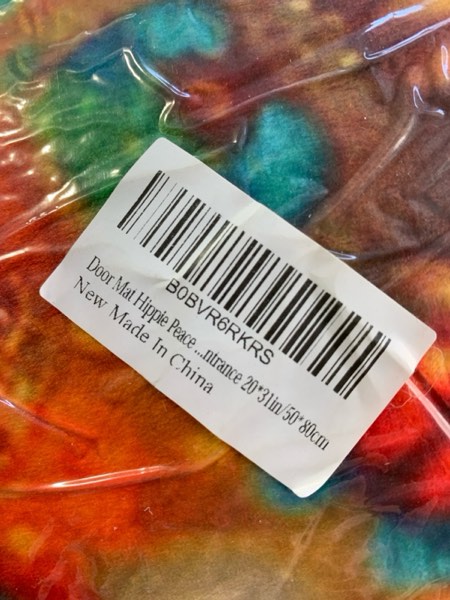 B0BVR6RKRS
Door Mat Hippie Peace ...ntrance 20*31in/50*80cm
New Made In China